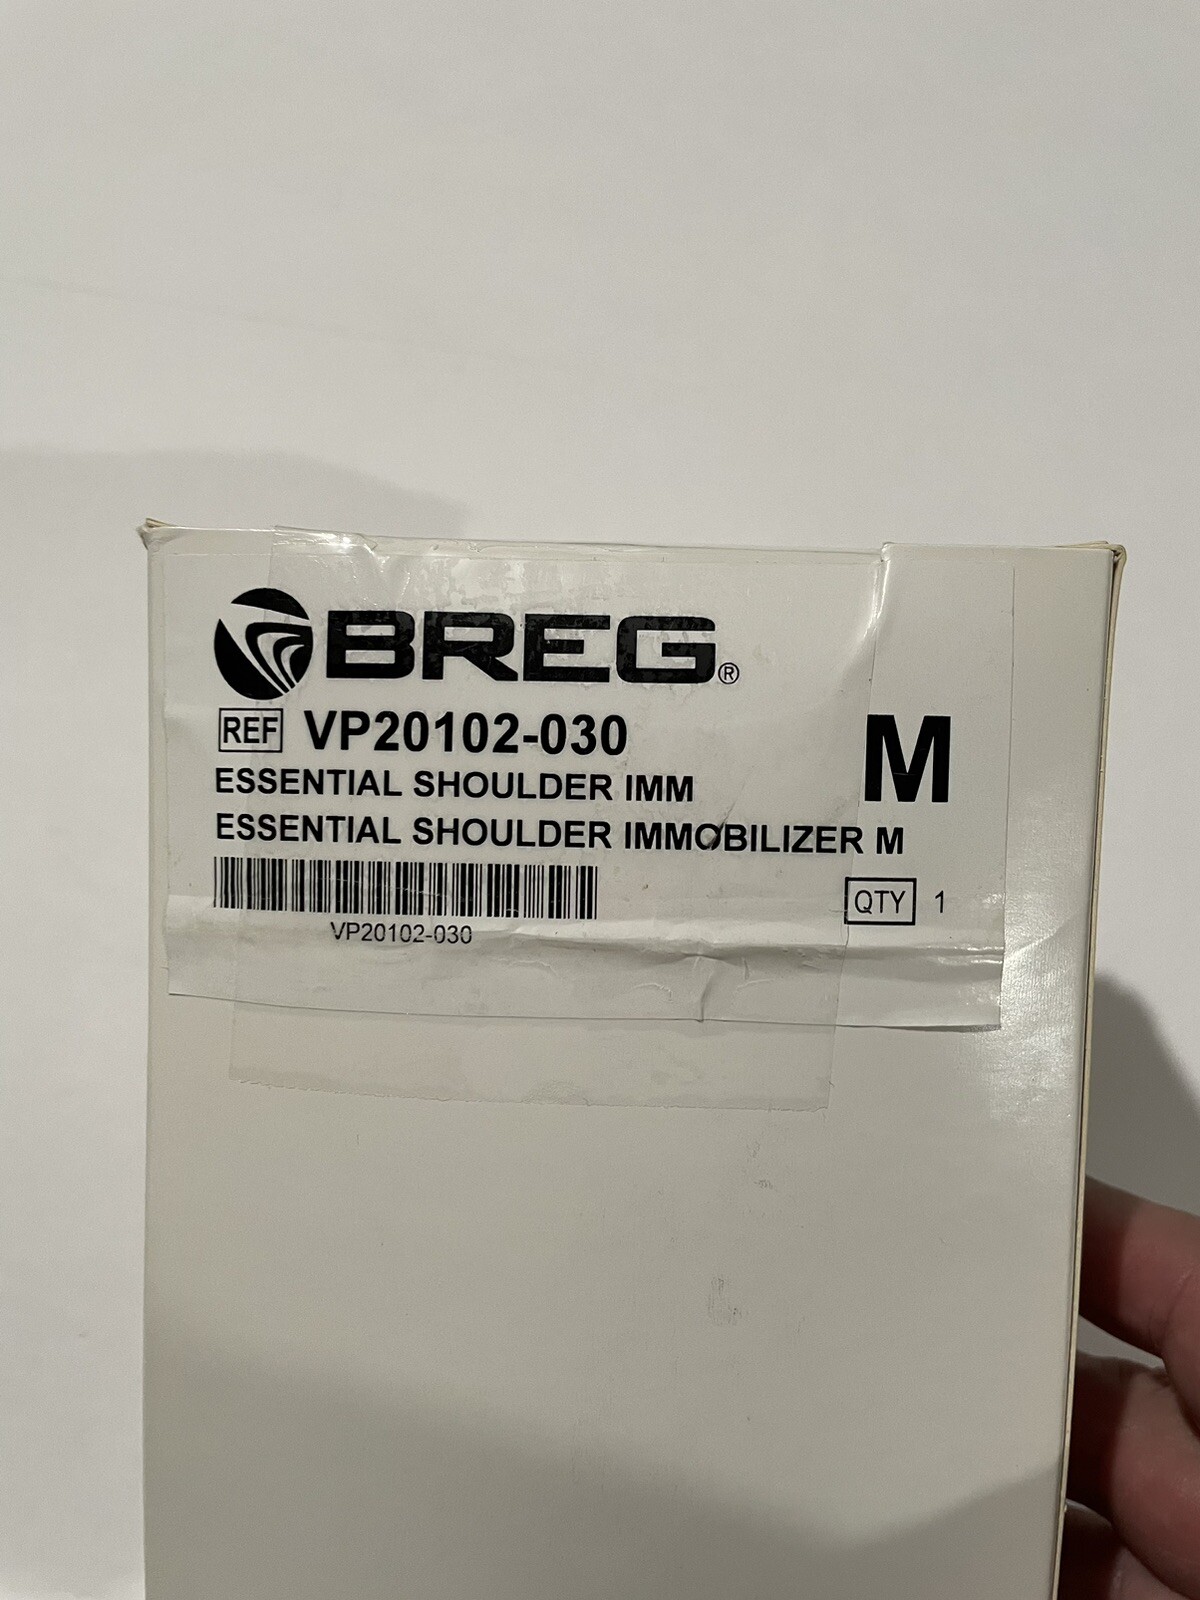 BREG®
REF VP20102-030
M
ESSENTIAL SHOULDER IMM
ESSENTIAL SHOULDER IMMOBILIZER M
VP20102-030
QTY 1